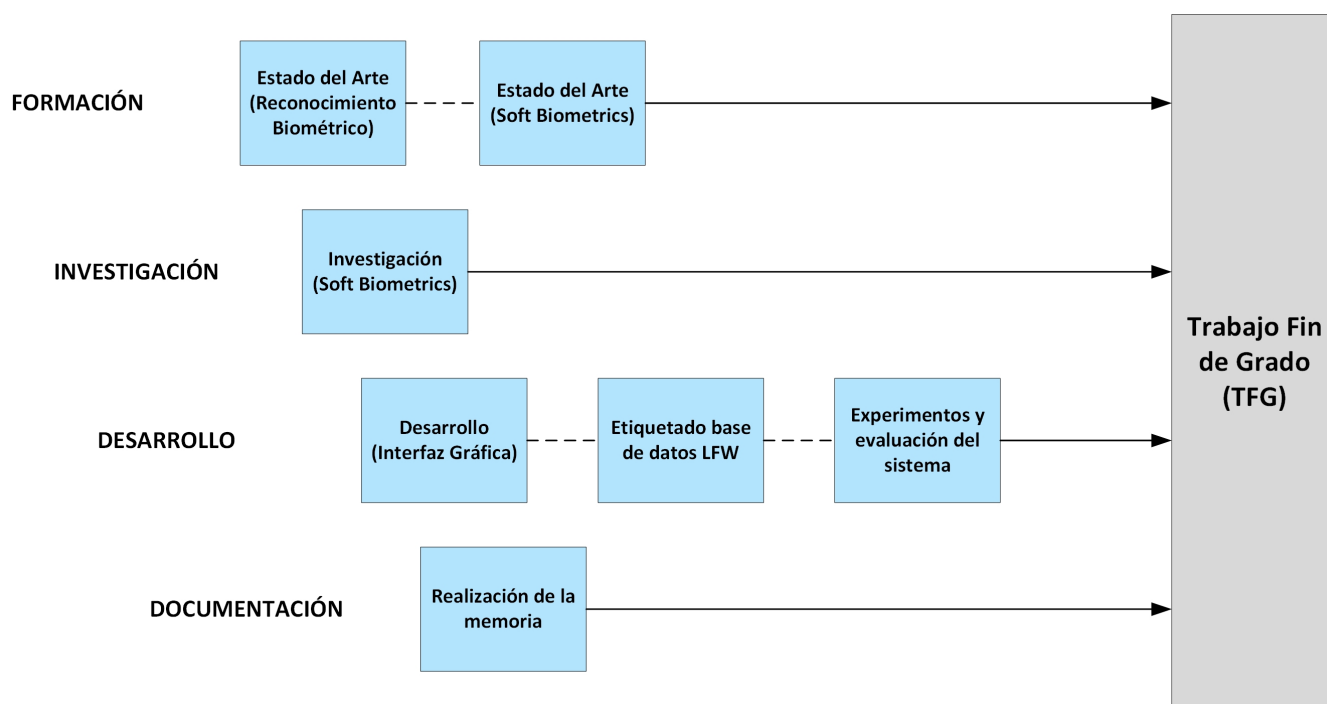 FORMACIÓN
Estado del Arte
(Reconocimiento
Biométrico)
Estado del Arte
(Soft Biometrics)
INVESTIGACIÓN
Investigación
(Soft Biometrics)
DESARROLLO
Desarrollo
(Interfaz Gráfica)
Etiquetado base
de datos LFW
Experimentos y
evaluación del
sistema
DOCUMENTACIÓN
Realización de la
memoria
Trabajo Fin
de Grado
(TFG)